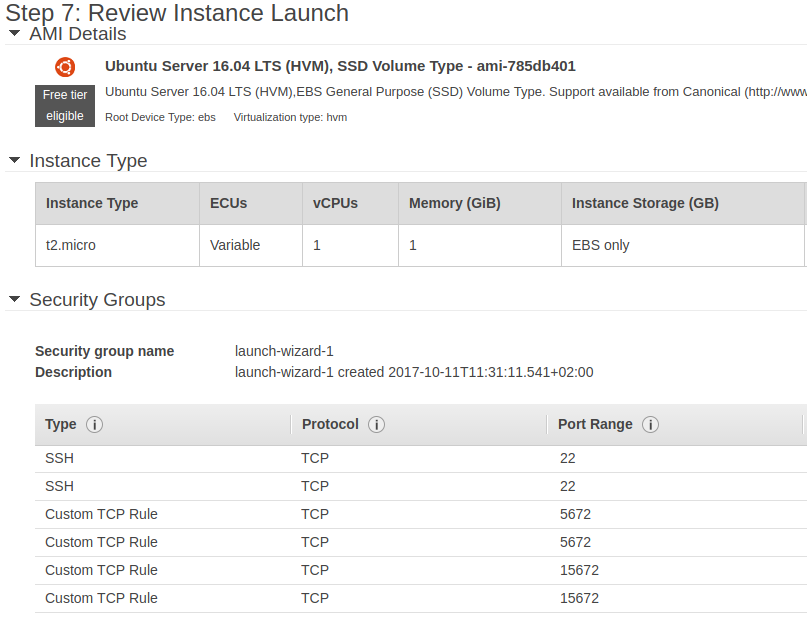 Step 7: Review Instance Launch
AMI Details
Ubuntu Server 16.04 LTS (HVM), SSD Volume Type - ami-785db401
Free tier
eligible
Ubuntu Server 16.04 LTS (HVM),EBS General Purpose (SSD) Volume Type. Support available from Canonical (http://www
Root Device Type: ebs Virtualization type: hvm
Instance Type
Instance Type ECUs vCPUs Memory (GiB) Instance Storage (GB)
t2.micro Variable 1 1 EBS only
Security Groups
Security group name launch-wizard-1
Description launch-wizard-1 created 2017-10-11T11:31:11.541+02:00
Type i Protocol i Port Range i
SSH TCP 22
SSH TCP 22
Custom TCP Rule TCP 5672
Custom TCP Rule TCP 5672
Custom TCP Rule TCP 15672
Custom TCP Rule TCP 15672